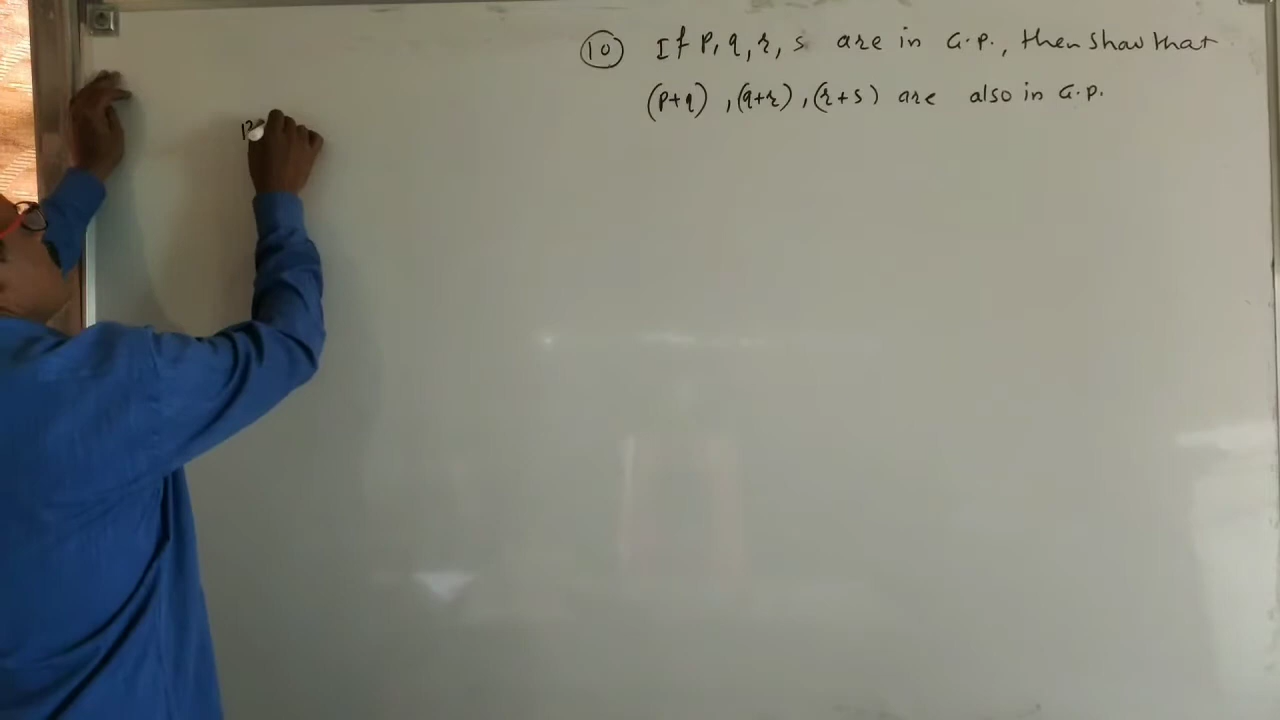 ⑩ If p, q, r, s are in G.P., then show that
(p+q), (q+r), (r+s) are also in G.P.